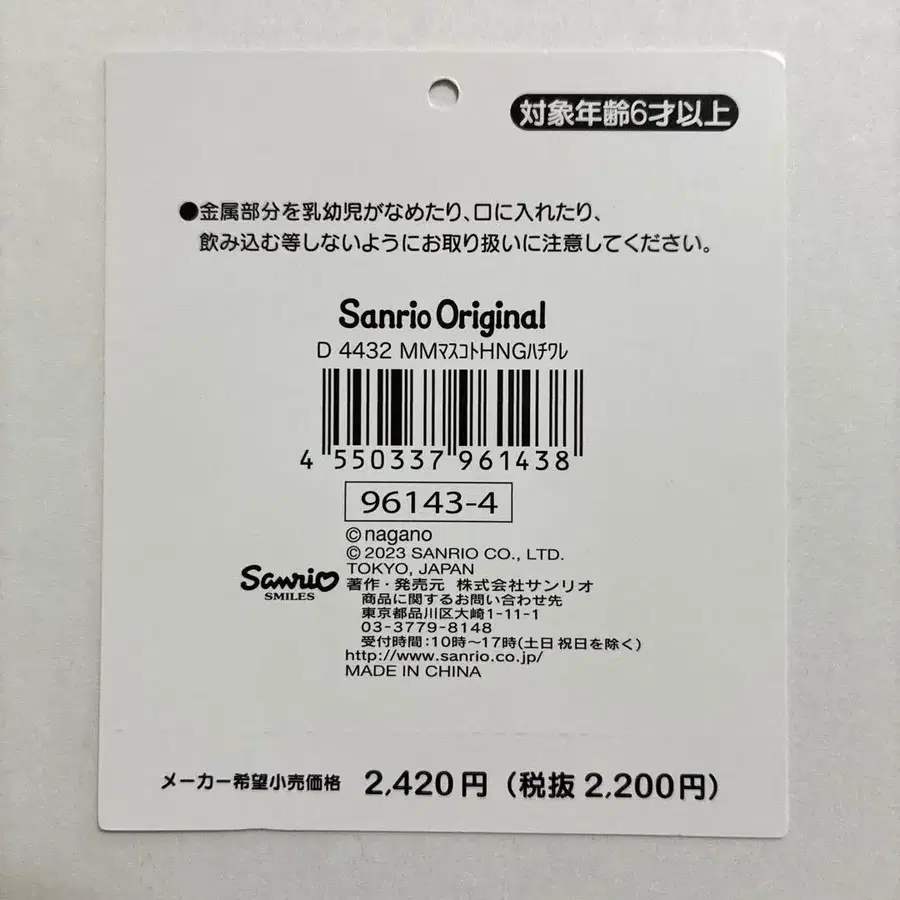 対象年齢6才以上
●金属部分を乳幼児がなめたり、口に入れたり、
飲み込む等しないようにお取り扱いに注意してください。
Sanrio Original
D 4432 MMﾏｽｺﾄHNGﾊﾁﾜﾚ
4 550337 961438
96143-4
©nagano
©2023 SANRIO CO., LTD.
TOKYO, JAPAN
Sanrio
SMILES
著作・発売元 株式会社サンリオ
商品に関するお問い合わせ先
東京都品川区大崎1-11-1
03-3779-8148
受付時間:10時～17時(土日祝日を除く)
http://www.sanrio.co.jp/
MADE IN CHINA
メーカー希望小売価格 2,420円（税抜 2,200円）